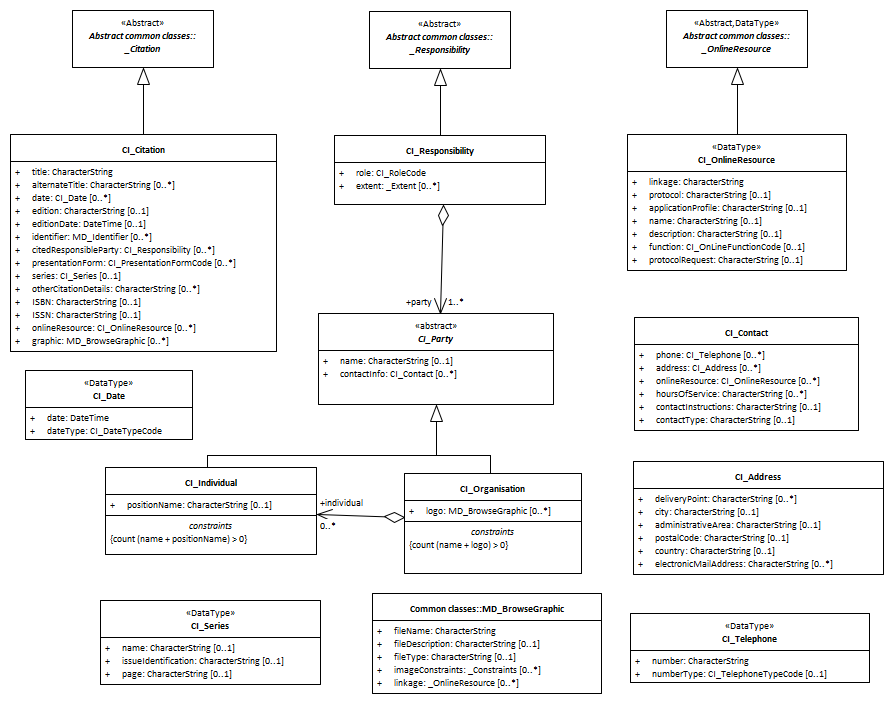 «Abstract»
Abstract common classes::
_Citation
«Abstract»
Abstract common classes::
_Responsibility
«Abstract,DataType»
Abstract common classes::
_OnlineResource
CI_Citation
+ title: CharacterString
+ alternateTitle: CharacterString [0..*]
+ date: CI_Date [0..*]
+ edition: CharacterString [0..1]
+ editionDate: DateTime [0..1]
+ identifier: MD_Identifier [0..*]
+ citedResponsibleParty: CI_Responsibility [0..*]
+ presentationForm: CI_PresentationFormCode [0..*]
+ series: CI_Series [0..1]
+ otherCitationDetails: CharacterString [0..*]
+ ISBN: CharacterString [0..1]
+ ISSN: CharacterString [0..1]
+ onlineResource: CI_OnlineResource [0..*]
+ graphic: MD_BrowseGraphic [0..*]
CI_Responsibility
+ role: CI_RoleCode
+ extent: _Extent [0..*]
«DataType»
CI_OnlineResource
+ linkage: CharacterString
+ protocol: CharacterString [0..1]
+ applicationProfile: CharacterString [0..1]
+ name: CharacterString [0..1]
+ description: CharacterString [0..1]
+ function: CI_OnLineFunctionCode [0..1]
+ protocolRequest: CharacterString [0..1]
+party 1..*
«abstract»
CI_Party
+ name: CharacterString [0..1]
+ contactInfo: CI_Contact [0..*]
CI_Contact
+ phone: CI_Telephone [0..*]
+ address: CI_Address [0..*]
+ onlineResource: CI_OnlineResource [0..*]
+ hoursOfService: CharacterString [0..*]
+ contactInstructions: CharacterString [0..1]
+ contactType: CharacterString [0..1]
«DataType»
CI_Date
+ date: DateTime
+ dateType: CI_DateTypeCode
CI_Individual
+ positionName: CharacterString [0..1]
constraints
{count (name + positionName) > 0}
+individual
0..*
CI_Organisation
+ logo: MD_BrowseGraphic [0..*]
constraints
{count (name + logo) > 0}
CI_Address
+ deliveryPoint: CharacterString [0..*]
+ city: CharacterString [0..1]
+ administrativeArea: CharacterString [0..1]
+ postalCode: CharacterString [0..1]
+ country: CharacterString [0..1]
+ electronicMailAddress: CharacterString [0..*]
«DataType»
CI_Series
+ name: CharacterString [0..1]
+ issueIdentification: CharacterString [0..1]
+ page: CharacterString [0..1]
Common classes::MD_BrowseGraphic
+ fileName: CharacterString
+ fileDescription: CharacterString [0..1]
+ fileType: CharacterString [0..1]
+ imageConstraints: _Constraints [0..*]
+ linkage: _OnlineResource [0..*]
«DataType»
CI_Telephone
+ number: CharacterString
+ numberType: CI_TelephoneTypeCode [0..1]